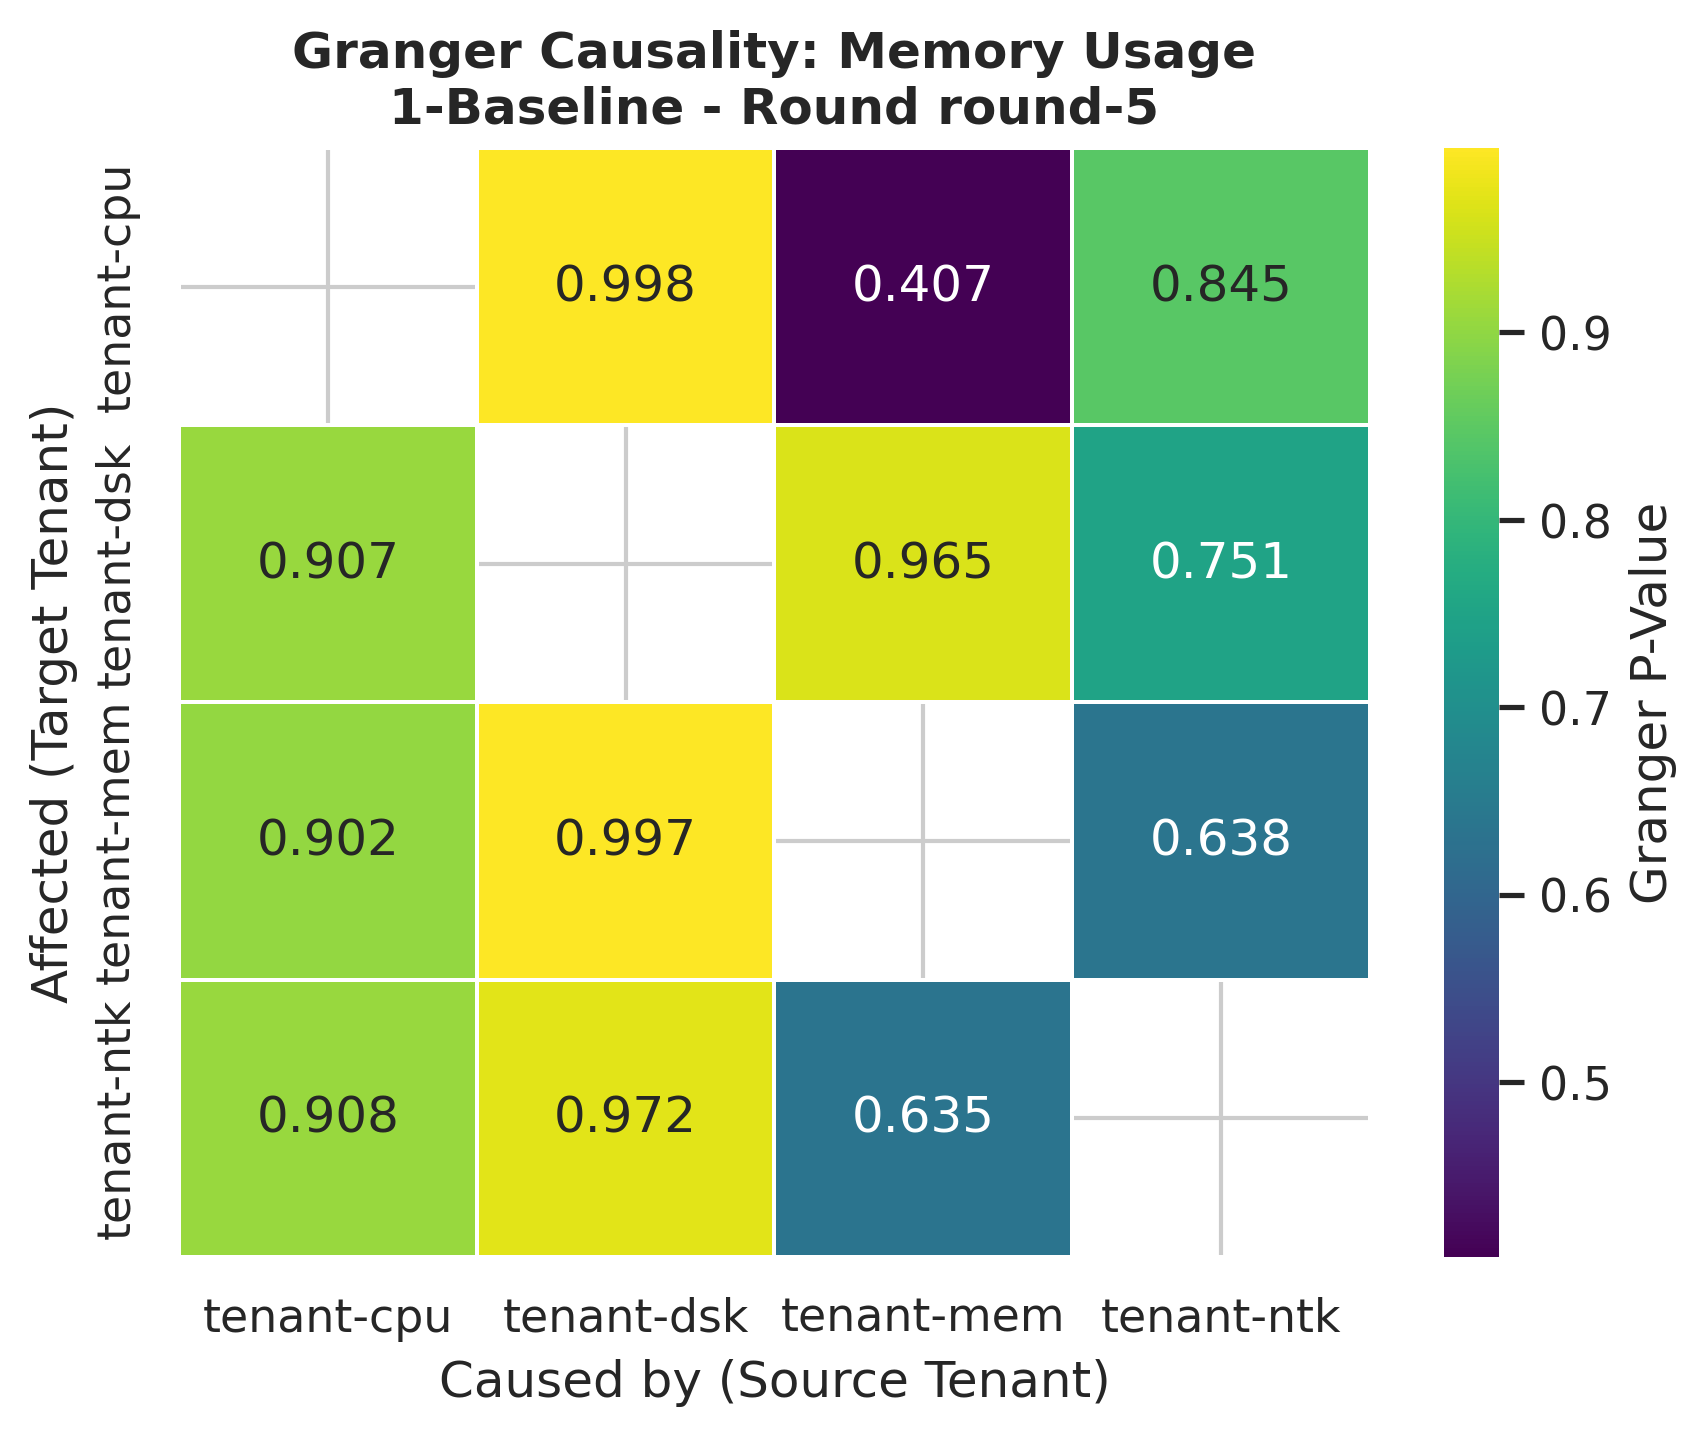 Granger Causality: Memory Usage
1-Baseline - Round round-5
Affected (Target Tenant)
tenant-cpu
0.998
0.407
0.845
tenant-dsk
0.907
0.965
0.751
tenant-mem
0.902
0.997
0.638
tenant-ntk
0.908
0.972
0.635
tenant-cpu
tenant-dsk
tenant-mem
tenant-ntk
Caused by (Source Tenant)
0.9
0.8
0.7
0.6
0.5
Granger P-Value